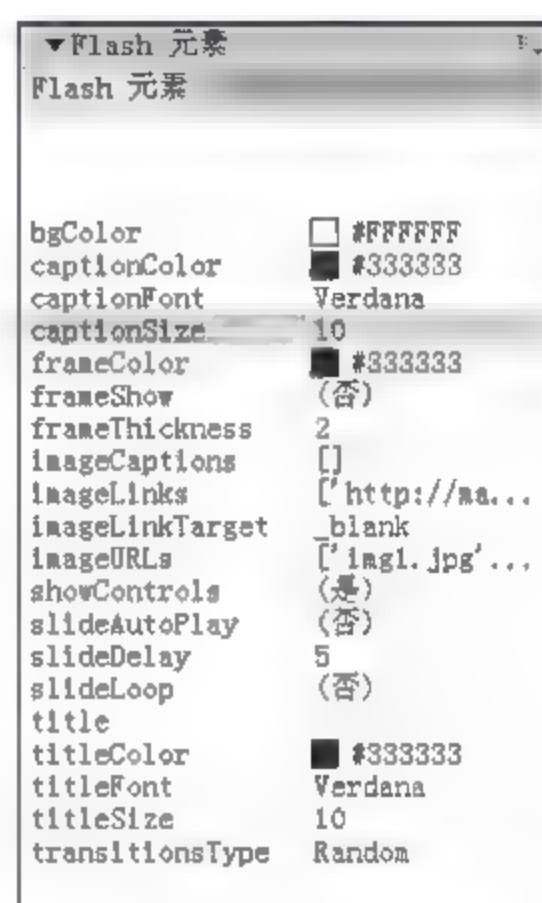 ▼Flash 元素
Flash 元素
bgColor #FFFFFF
captionColor #333333
captionFont Verdana
captionSize 10
frameColor #333333
frameShow (否)
frameThickness 2
imageCaptions []
imageLinks ['http://ma...
imageLinkTarget _blank
imageURLs ['img1.jpg'...
showControls (是)
slideAutoPlay (否)
slideDelay 5
slideLoop (否)
title
titleColor #333333
titleFont Verdana
titleSize 10
transitionsType Random